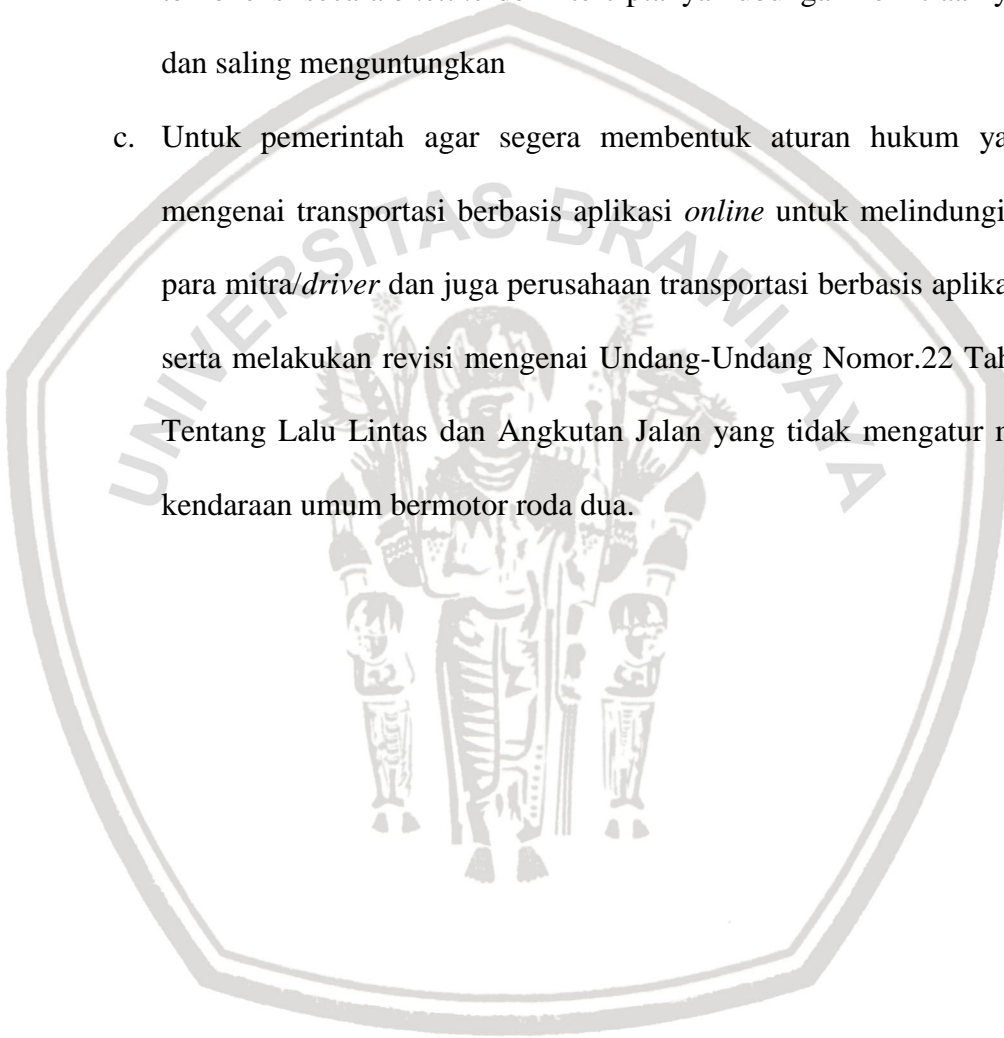 dan saling menguntungkan
c. Untuk pemerintah agar segera membentuk aturan hukum
mengenai transportasi berbasis aplikasi online untuk melindungi
para mitra/driver dan juga perusahaan transportasi berbasis
serta melakukan revisi mengenai Undang-Undang Nomor.22
Tentang Lalu Lintas dan Angkutan Jalan yang tidak mengatur
kendaraan umum bermotor roda dua.
UNIVERSITAS BRAWIJAYA